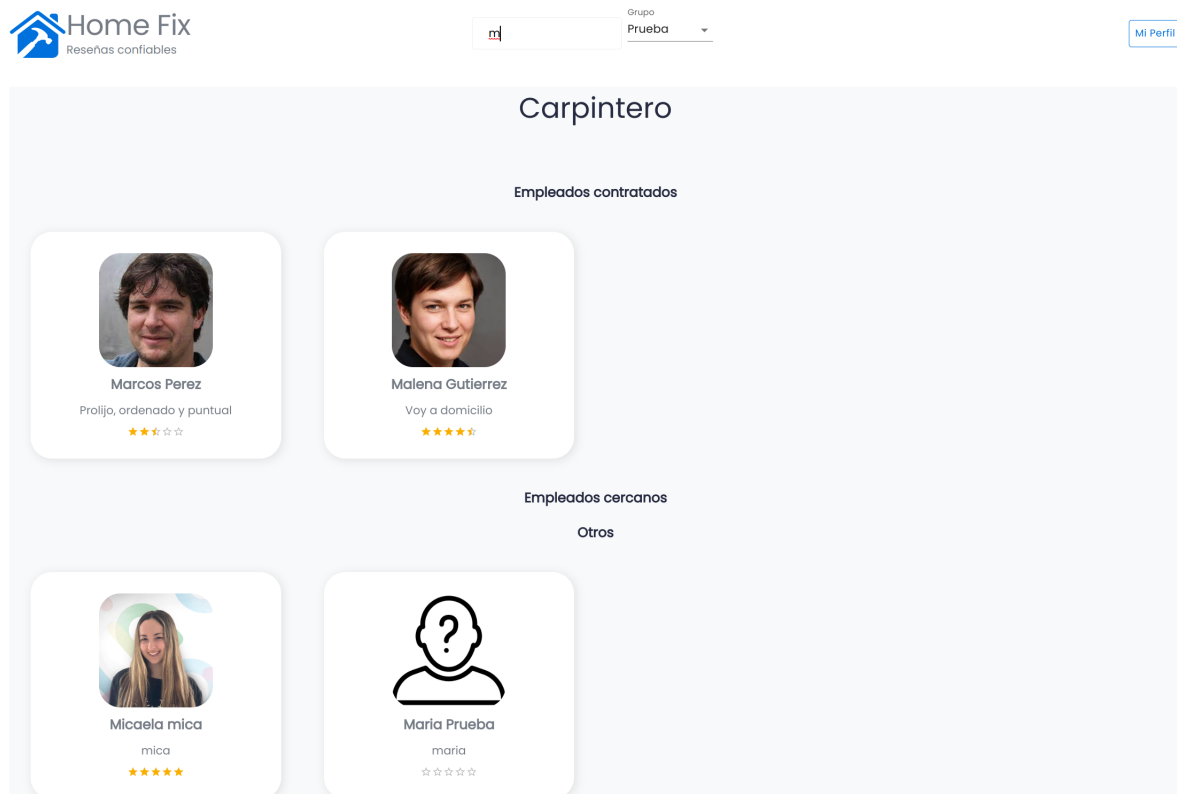 Home Fix
Reseñas confiables
m
Grupo
Prueba
Mi Perfil
Carpintero
Empleados contratados
Marcos Perez
Prolijo, ordenado y puntual
Malena Gutierrez
Voy a domicilio
Empleados cercanos
Otros
Micaela mica
mica
?
Maria Prueba
maria